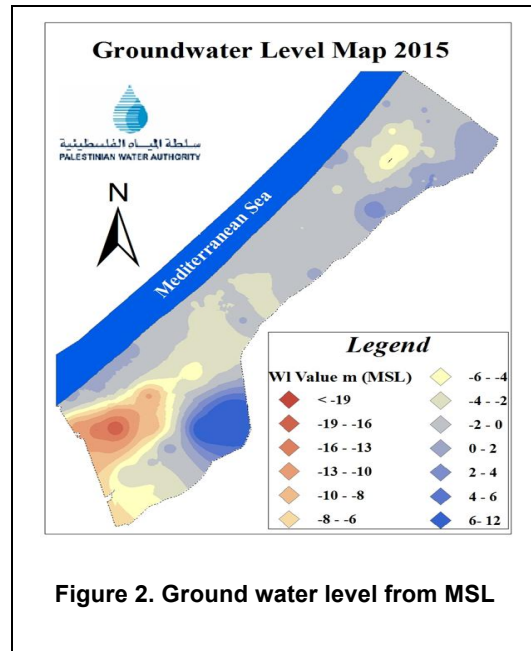 Groundwater Level Map 2015
سلطة المياه الفلسطينية
PALESTINIAN WATER AUTHORITY
N
Mediterranean Sea
Legend
Wl Value m (MSL)
< -19
-19 - -16
-16 - -13
-13 - -10
-10 - -8
-8 - -6
-6 - -4
-4 - -2
-2 - 0
0 - 2
2 - 4
4 - 6
6- 12
Figure 2. Ground water level from MSL